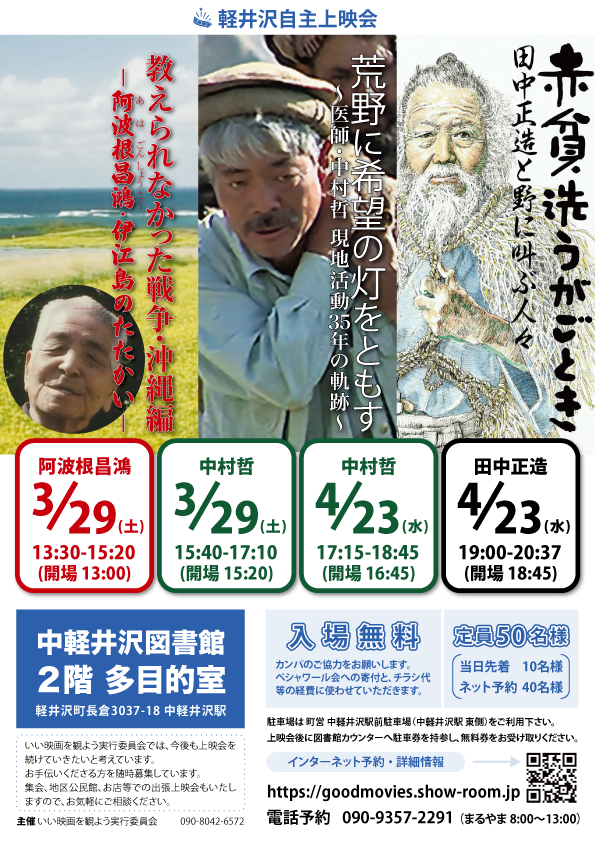 軽井沢自主上映会
赤貧洗うがごとき
田中正造と野に叫ぶ人々
荒野に希望の灯をともす
～医師・中村哲 現地活動35年の軌跡～
教えられなかった戦争・沖縄編
―阿波根昌鴻・伊江島のたたかい―
あはごんしょうこう
阿波根昌鴻
3/29(土)
13:30-15:20
(開場 13:00)
中村哲
3/29(土)
15:40-17:10
(開場 15:20)
中村哲
4/23(水)
17:15-18:45
(開場 16:45)
田中正造
4/23(水)
19:00-20:37
(開場 18:45)
中軽井沢図書館
2階 多目的室
軽井沢町長倉3037-18 中軽井沢駅
入場無料
カンパのご協力をお願いします。
ペシャワール会への寄付と、チラシ代
等の経費に使わせていただきます。
定員50名様
当日先着 10名様
ネット予約 40名様
駐車場は 町営 中軽井沢駅前駐車場(中軽井沢駅 東側)をご利用下さい。
上映会後に図書館カウンターへ駐車券を持参し、無料券をお受け取りください。
いい映画を観よう実行委員会では、今後も上映会を
続けていきたいと考えています。
お手伝いくださる方を随時募集しています。
集会、地区公民館、お店等での出張上映会もいたし
ますので、お気軽にご相談ください。
主催 いい映画を観よう実行委員会 090-8042-6572
インターネット予約・詳細情報
https://goodmovies.show-room.jp
電話予約 090-9357-2291 (まるやま 8:00～13:00)